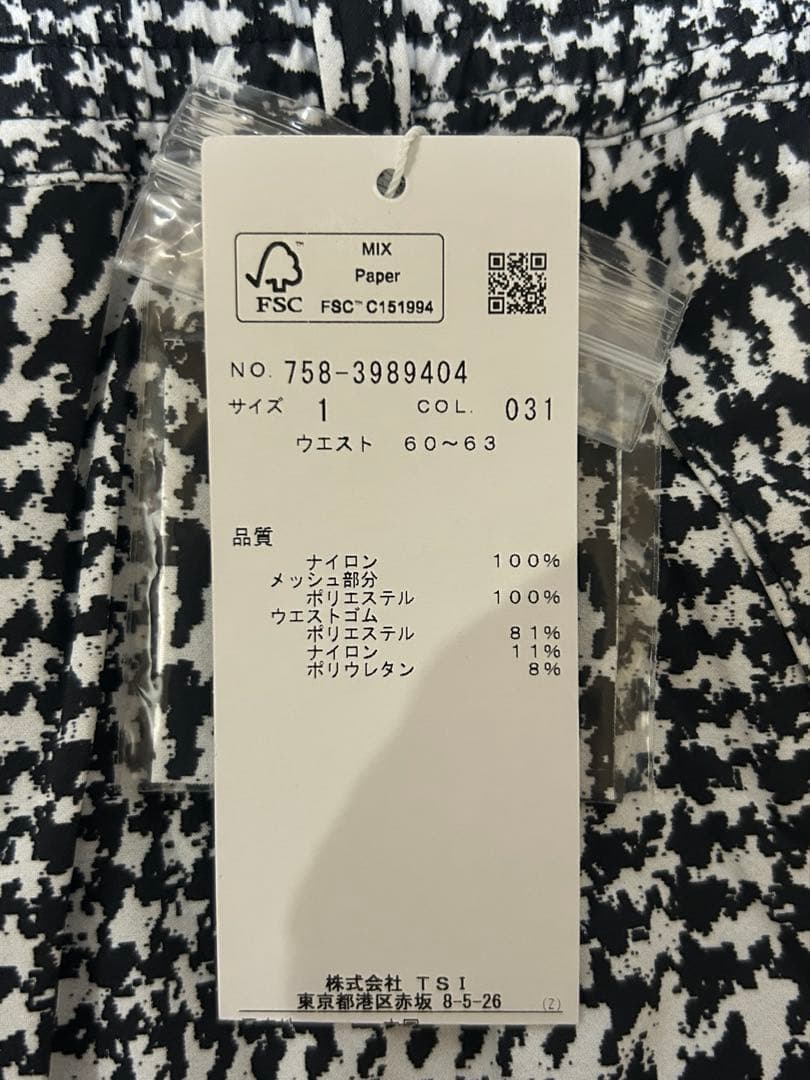 MIX
Paper
FSC™ C151994
FSC
NO. 758-3989404
サイズ 1 COL. 031
ウエスト 60～63
品質
ナイロン 100%
メッシュ部分
ポリエステル 100%
ウエストゴム
ポリエステル 81%
ナイロン 11%
ポリウレタン 8%
株式会社 TSI
東京都港区赤坂 8-5-26 (Z)